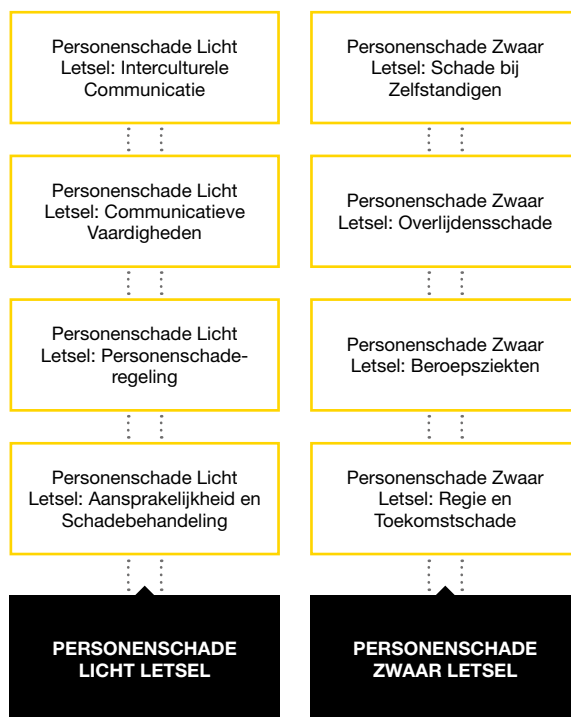 Personenschade Licht
Letsel: Interculturele
Communicatie
Personenschade Licht
Letsel: Communicatieve
Vaardigheden
Personenschade Licht
Letsel: Personenschade-
regeling
Personenschade Licht
Letsel: Aansprakelijkheid en
Schadebehandeling
PERSONENSCHADE
LICHT LETSEL
Personenschade Zwaar
Letsel: Schade bij
Zelfstandigen
Personenschade Zwaar
Letsel: Overlijdensschade
Personenschade Zwaar
Letsel: Beroepsziekten
Personenschade Zwaar
Letsel: Regie en
Toekomstschade
PERSONENSCHADE
ZWAAR LETSEL